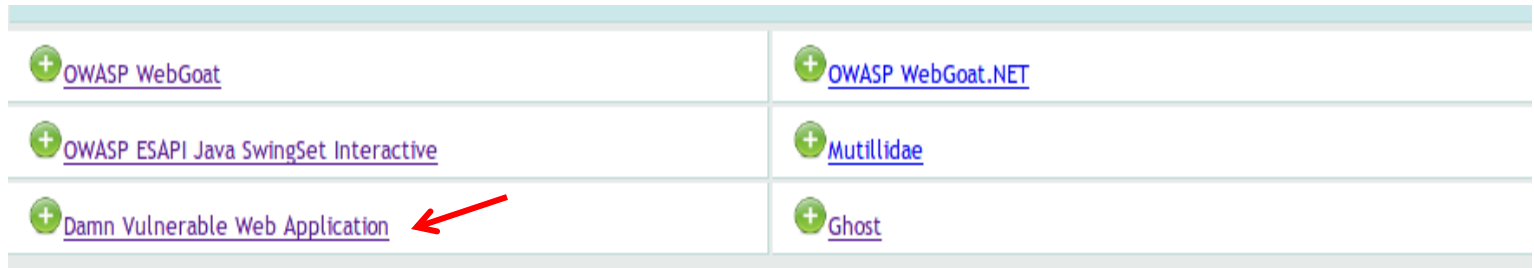 OWASP WebGoat
OWASP WebGoat.NET
OWASP ESAPI Java SwingSet Interactive
Mutillidae
Damn Vulnerable Web Application
Ghost